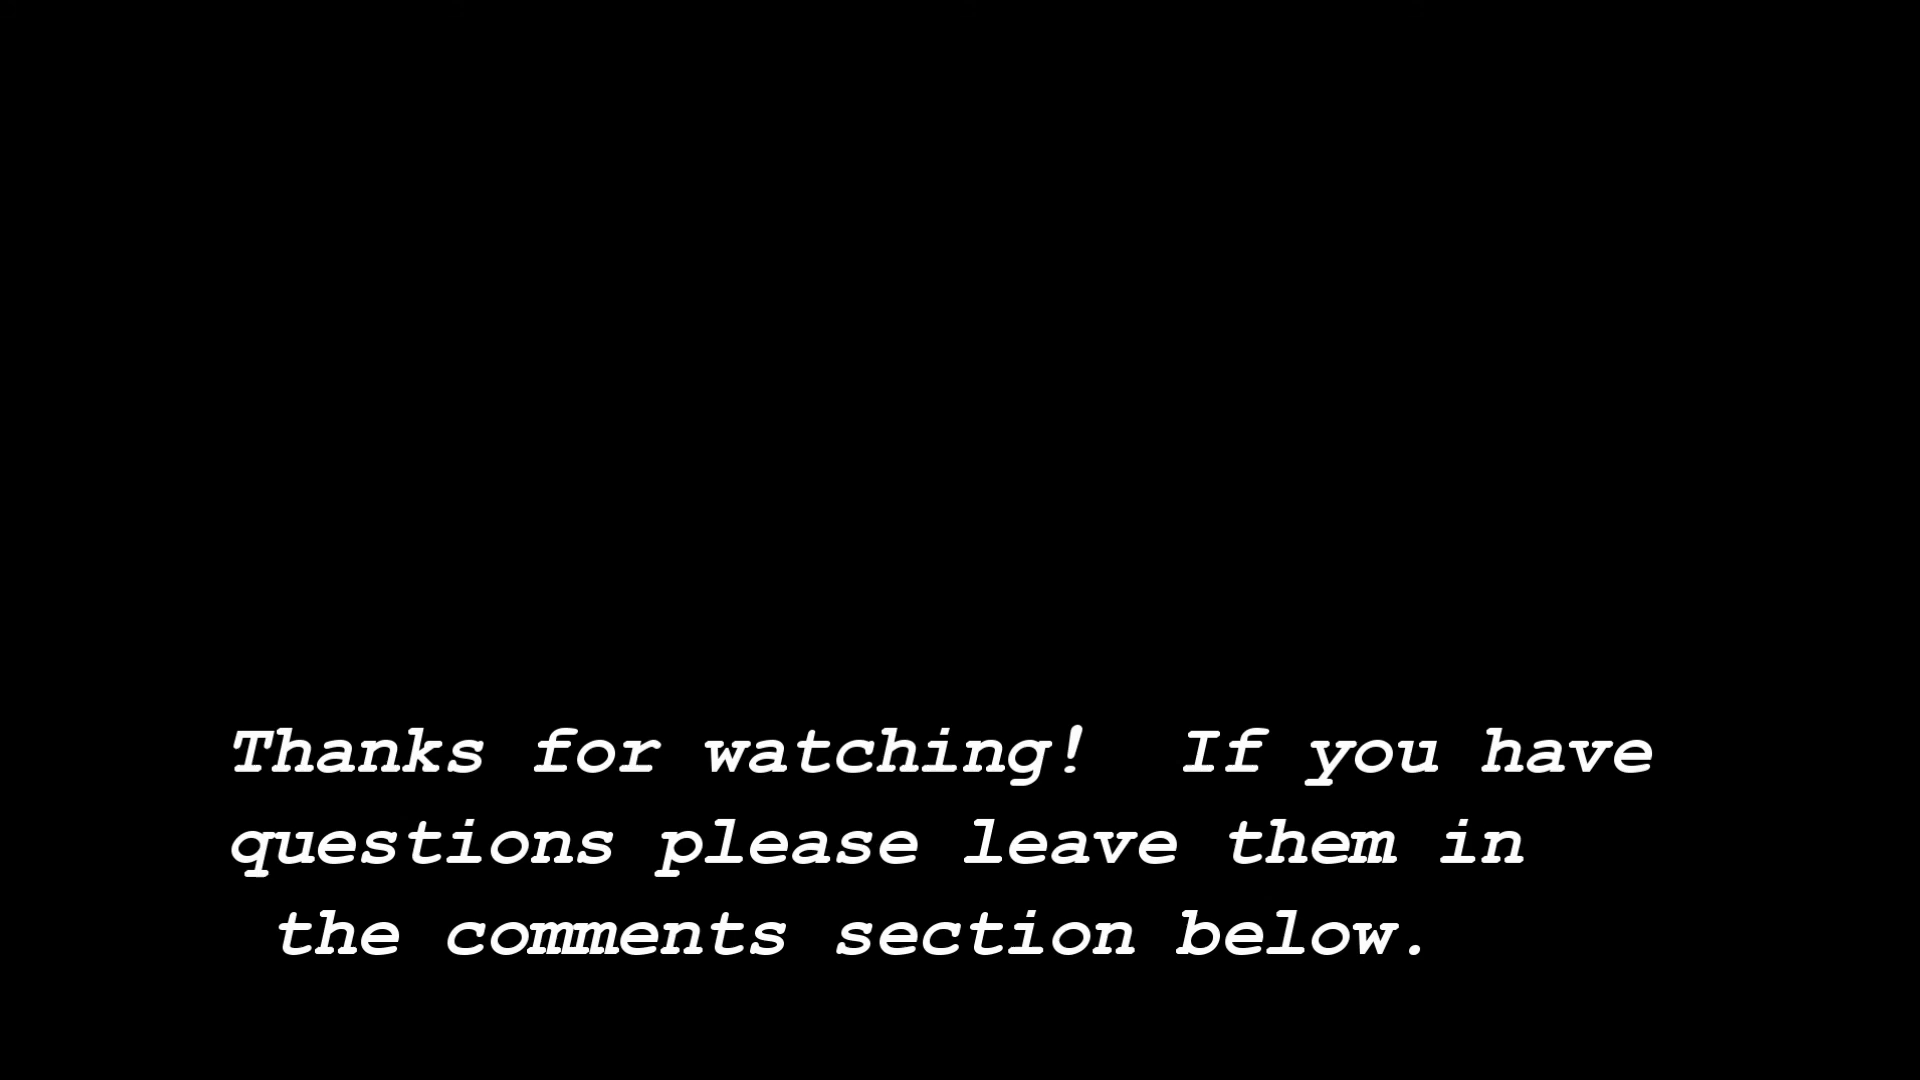 Thanks for watching!  If you have
questions please leave them in
the comments section below.